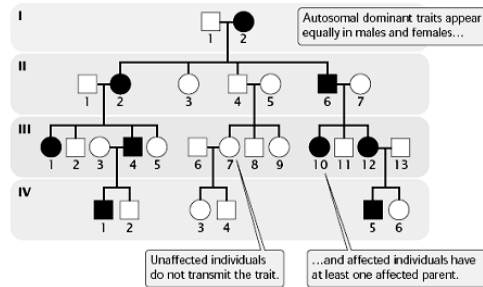 I
1 2
Autosomal dominant traits appear
equally in males and females...
II
1 2 3 4 5 6 7
III
1 2 3 4 5 6 7 8 9 10 11 12 13
IV
1 2 3 4 5 6
Unaffected individuals
do not transmit the trait.
...and affected individuals have
at least one affected parent.